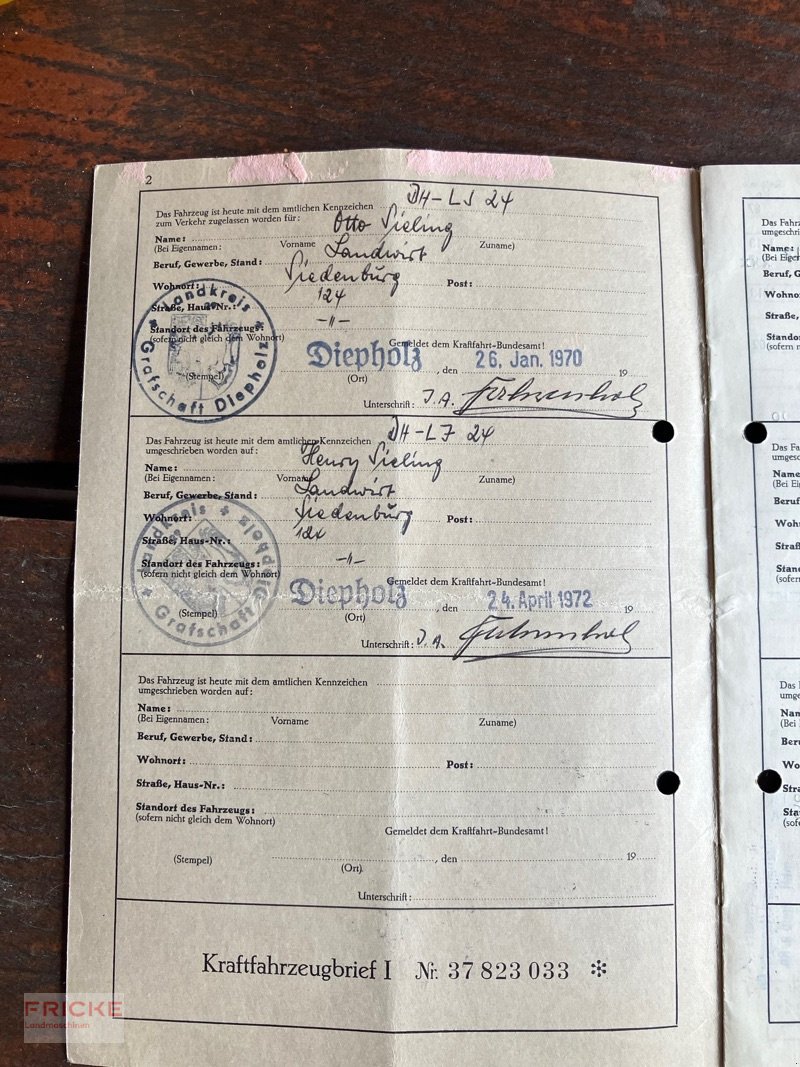 2
Das Fahrzeug ist heute mit dem amtlichen Kennzeichen DH-LJ 24
zum Verkehr zugelassen worden für:
Name: Otto Sieling
(Bei Eigennamen: Vorname Zuname)
Beruf, Gewerbe, Stand: Landwirt
Wohnort: Siedenburg Post:
Straße, Haus-Nr.: 124
Standort des Fahrzeugs: -"-
(sofern nicht gleich dem Wohnort)
Gemeldet dem Kraftfahrt-Bundesamt!
Diepholz, den 26. Jan. 1970 19
(Stempel) (Ort)
Unterschrift: I.A.
Landkreis Grafschaft Diepholz
Das Fahrzeug ist heute mit dem amtlichen Kennzeichen DH-LJ 24
umgeschrieben worden auf:
Name: Henry Sieling
(Bei Eigennamen: Vorname Zuname)
Beruf, Gewerbe, Stand: Landwirt
Wohnort: Siedenburg Post:
Straße, Haus-Nr.: 124
Standort des Fahrzeugs: -"-
(sofern nicht gleich dem Wohnort)
Gemeldet dem Kraftfahrt-Bundesamt!
Diepholz, den 24. April 1972 19
(Stempel) (Ort)
Unterschrift: I.A.
Landkreis Grafschaft Diepholz
Das Fahrzeug ist heute mit dem amtlichen Kennzeichen
umgeschrieben worden auf:
Name:
(Bei Eigennamen: Vorname Zuname)
Beruf, Gewerbe, Stand:
Wohnort: Post:
Straße, Haus-Nr.:
Standort des Fahrzeugs:
(sofern nicht gleich dem Wohnort)
Gemeldet dem Kraftfahrt-Bundesamt!
(Stempel) , den 19
(Ort)
Unterschrift:
Kraftfahrzeugbrief I Nr. 37 823 033 *
FRICKE
Landmaschinen